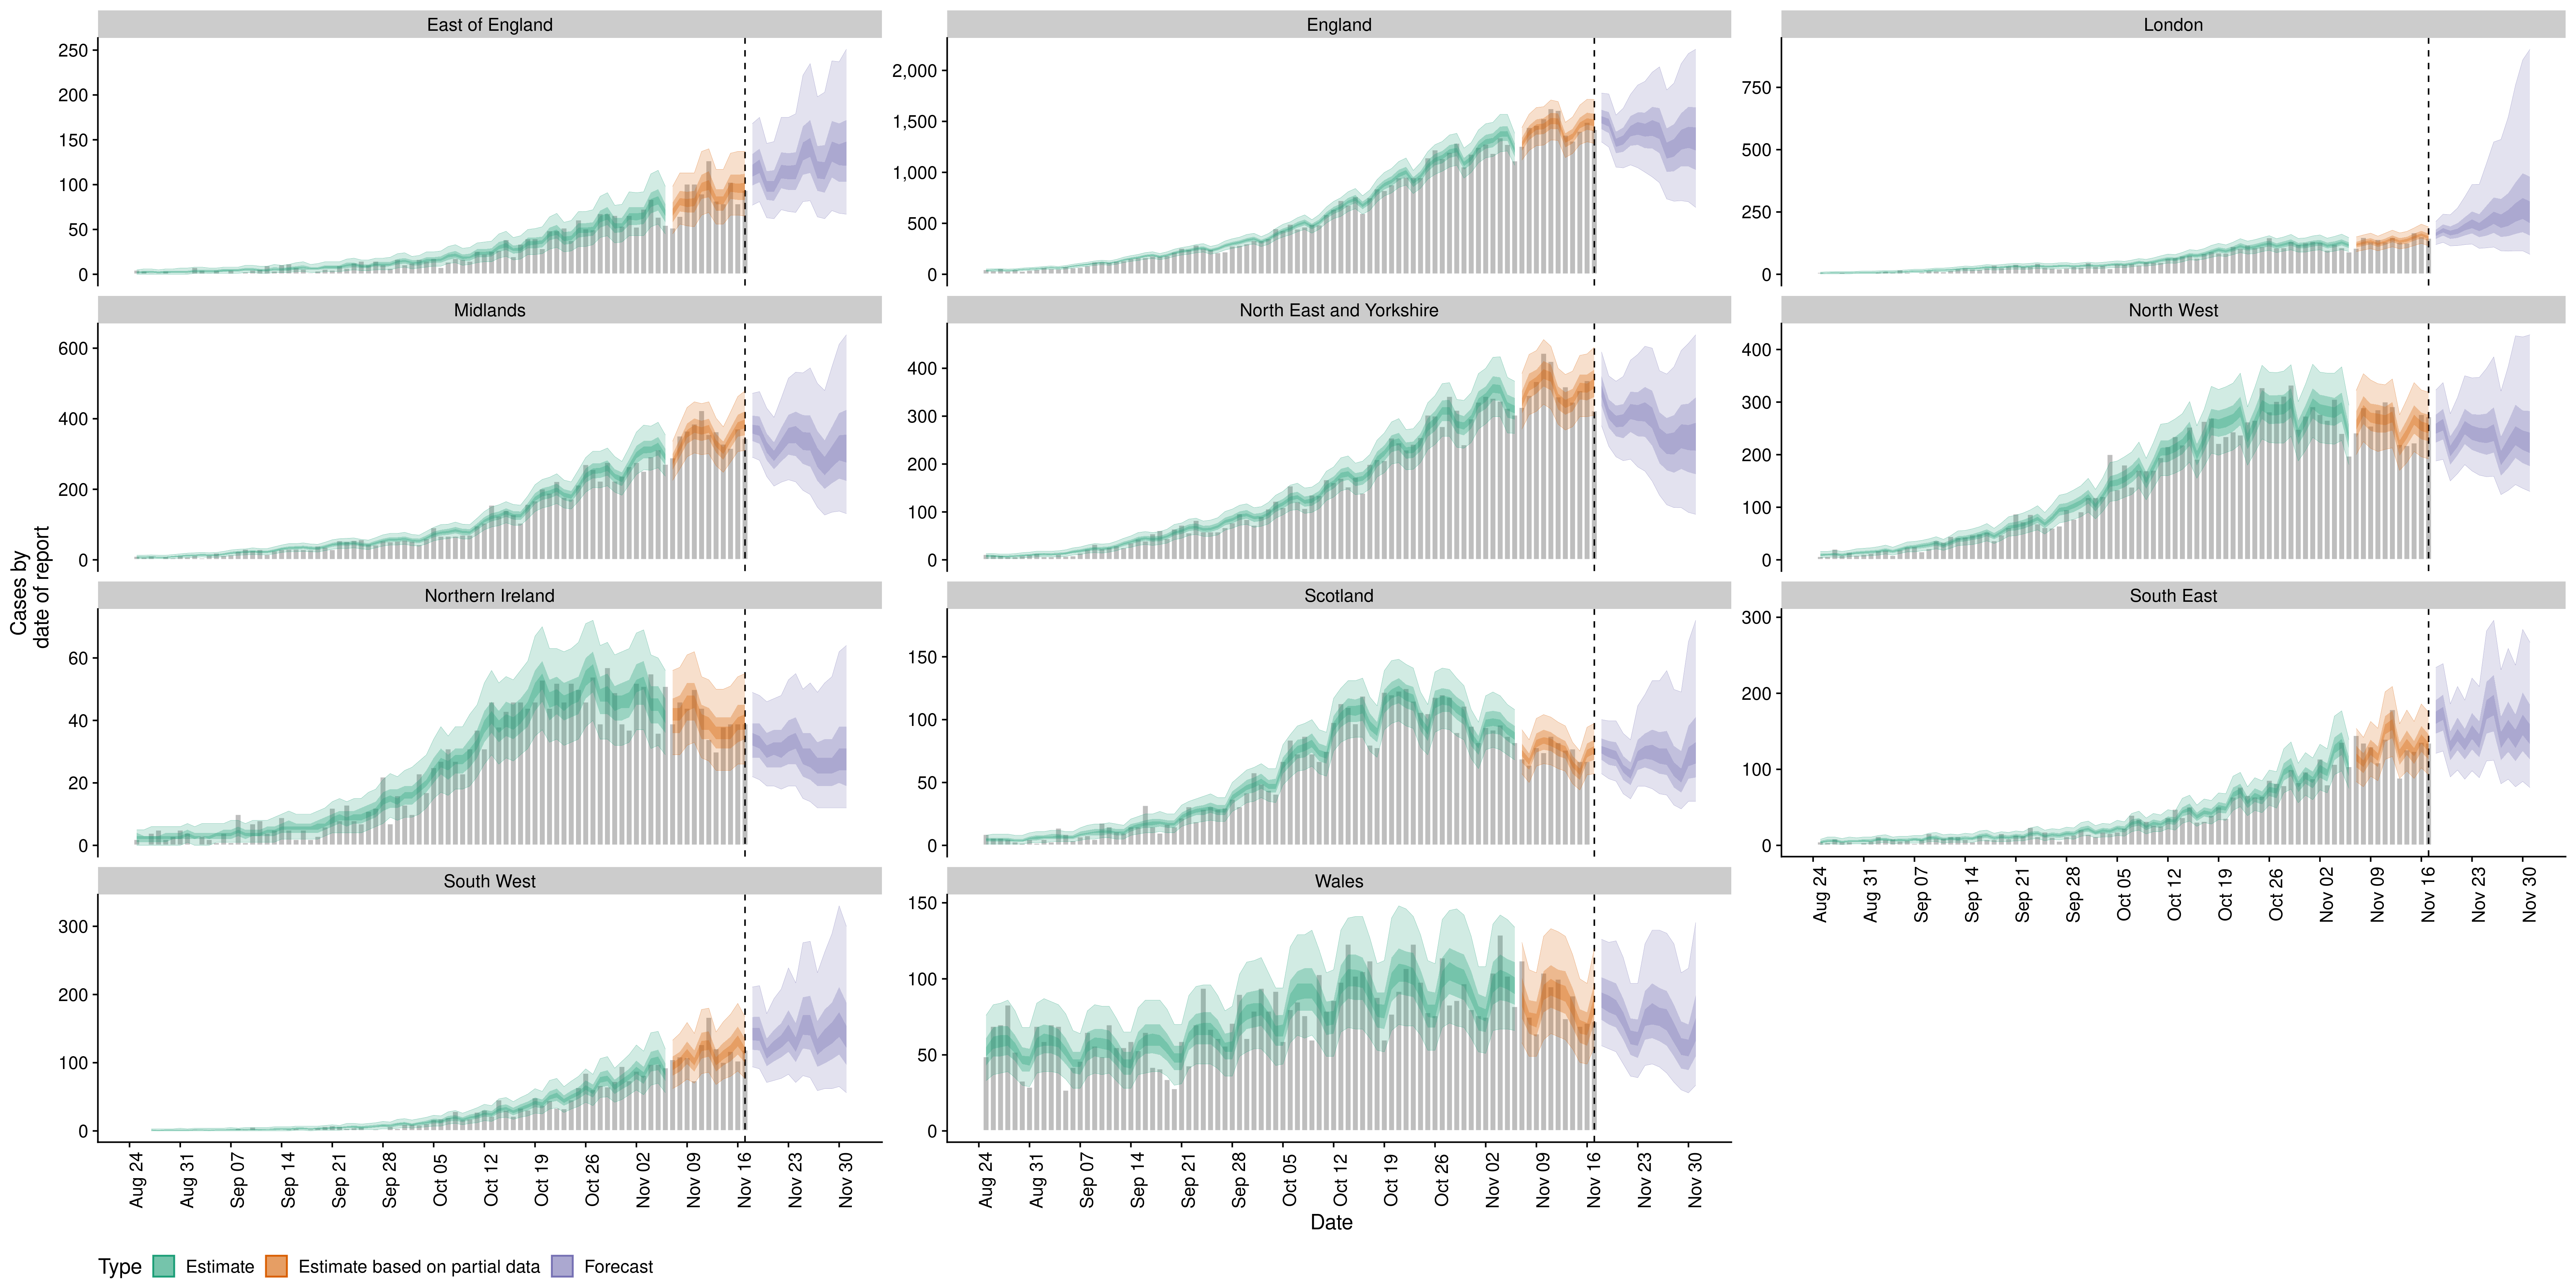 East of England
England
London
250
200
150
100
50
0
2,000
1,500
1,000
500
0
750
500
250
0
Midlands
North East and Yorkshire
North West
600
400
200
0
400
300
200
100
0
400
300
200
100
0
Cases by
date of report
Northern Ireland
Scotland
South East
60
40
20
0
150
100
50
0
300
200
100
0
Aug 24
Aug 31
Sep 07
Sep 14
Sep 21
Sep 28
Oct 05
Oct 12
Oct 19
Oct 26
Nov 02
Nov 09
Nov 16
Nov 23
Nov 30
South West
Wales
300
200
100
0
150
100
50
0
Aug 24
Aug 31
Sep 07
Sep 14
Sep 21
Sep 28
Oct 05
Oct 12
Oct 19
Oct 26
Nov 02
Nov 09
Nov 16
Nov 23
Nov 30
Aug 24
Aug 31
Sep 07
Sep 14
Sep 21
Sep 28
Oct 05
Oct 12
Oct 19
Oct 26
Nov 02
Nov 09
Nov 16
Nov 23
Nov 30
Date
Type Estimate Estimate based on partial data Forecast